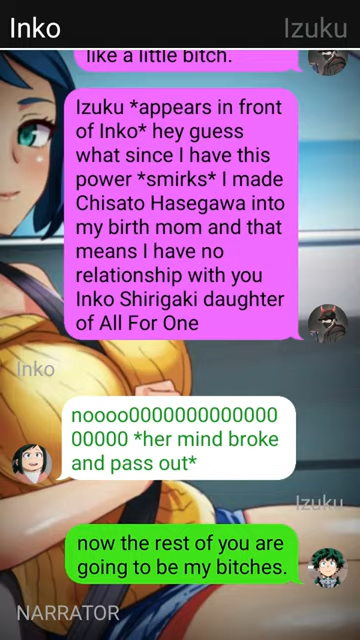 Inko Izuku
like a little bitch.
Izuku *appears in front
of Inko* hey guess
what since I have this
power *smirks* I made
Chisato Hasegawa into
my birth mom and that
means I have no
relationship with you
Inko Shirigaki daughter
of All For One
Inko
noooo0000000000000
00000 *her mind broke
and pass out*
Izuku
now the rest of you are
going to be my bitches.
NARRATOR